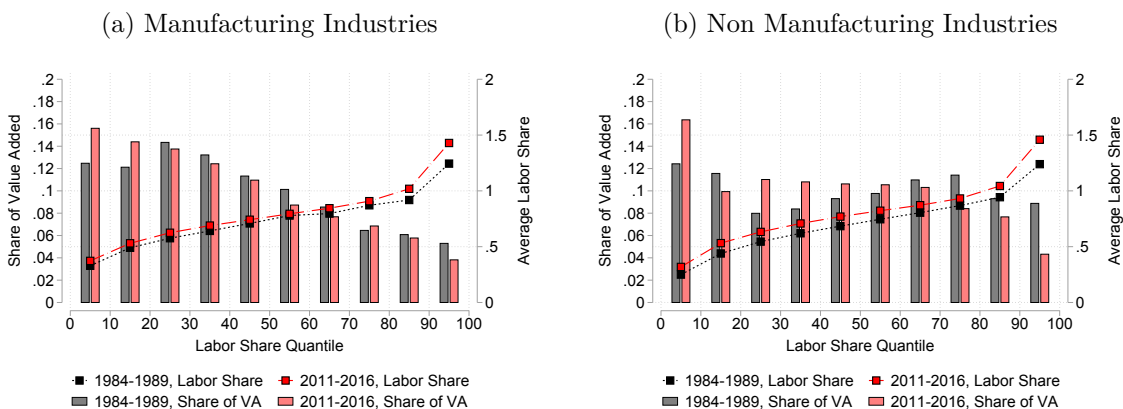 (a) Manufacturing Industries
.2
.18
.16
.14
.12
.1
.08
.06
.04
.02
0
Share of Value Added
2
1.5
1
.5
0
Average Labor Share
0 10 20 30 40 50 60 70 80 90 100
Labor Share Quantile
1984-1989, Labor Share 2011-2016, Labor Share
1984-1989, Share of VA 2011-2016, Share of VA
(b) Non Manufacturing Industries
.2
.18
.16
.14
.12
.1
.08
.06
.04
.02
0
Share of Value Added
2
1.5
1
.5
0
Average Labor Share
0 10 20 30 40 50 60 70 80 90 100
Labor Share Quantile
1984-1989, Labor Share 2011-2016, Labor Share
1984-1989, Share of VA 2011-2016, Share of VA